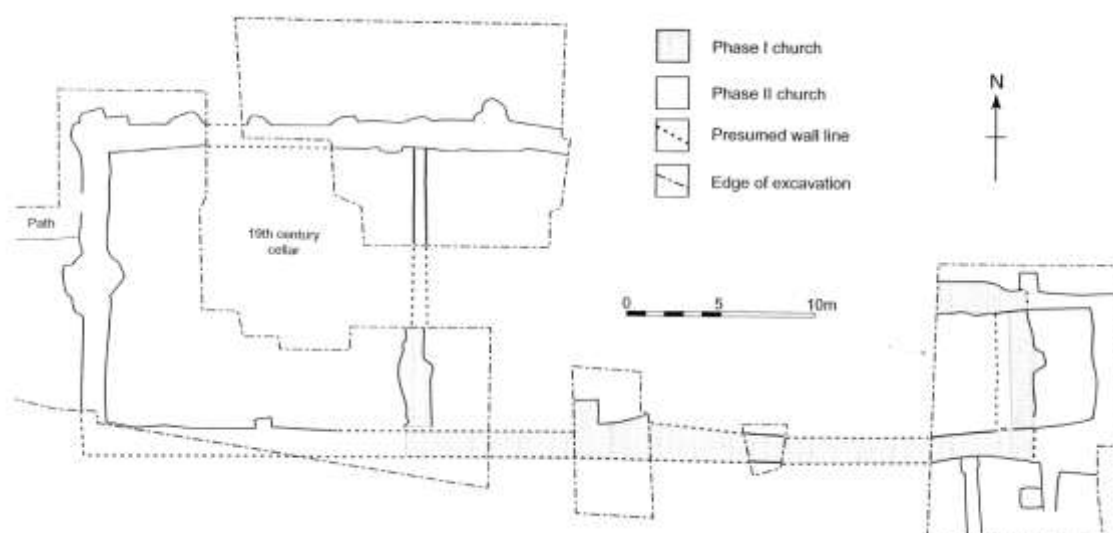 Phase I church
Phase II church
Presumed wall line
Edge of excavation
N
Path
19th century
cellar
0 5 10m